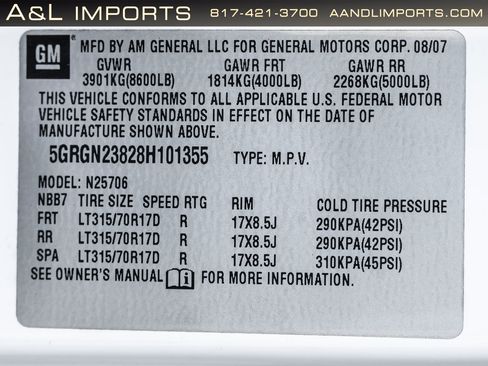 A&L IMPORTS 817-421-3700 AANDLIMPORTS.COM
GM MFD BY AM GENERAL LLC FOR GENERAL MOTORS CORP. 08/07
GVWR GAWR FRT GAWR RR
3901KG(8600LB) 1814KG(4000LB) 2268KG(5000LB)
THIS VEHICLE CONFORMS TO ALL APPLICABLE U.S. FEDERAL MOTOR
VEHICLE SAFETY STANDARDS IN EFFECT ON THE DATE OF
MANUFACTURE SHOWN ABOVE.
5GRGN23828H101355 TYPE: M.P.V.
MODEL: N25706
NBB7 TIRE SIZE SPEED RTG RIM COLD TIRE PRESSURE
FRT LT315/70R17D R 17X8.5J 290KPA(42PSI)
RR LT315/70R17D R 17X8.5J 290KPA(42PSI)
SPA LT315/70R17D R 17X8.5J 310KPA(45PSI)
SEE OWNER'S MANUAL FOR MORE INFORMATION.